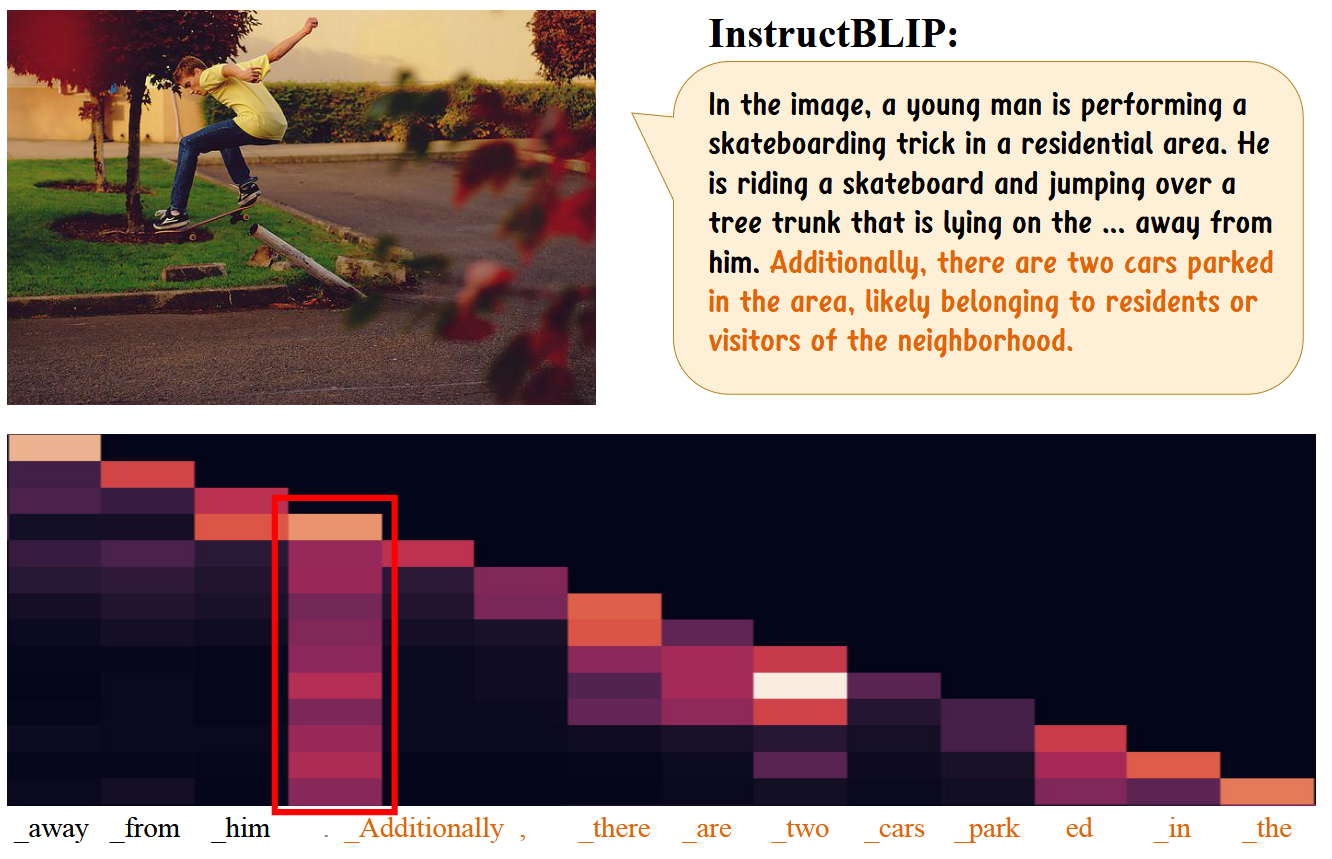 InstructBLIP:
In the image, a young man is performing a
skateboarding trick in a residential area. He
is riding a skateboard and jumping over a
tree trunk that is lying on the ... away from
him. Additionally, there are two cars parked
in the area, likely belonging to residents or
visitors of the neighborhood.
_away _from _him . _Additionally , _there _are _two _cars _park ed _in _the